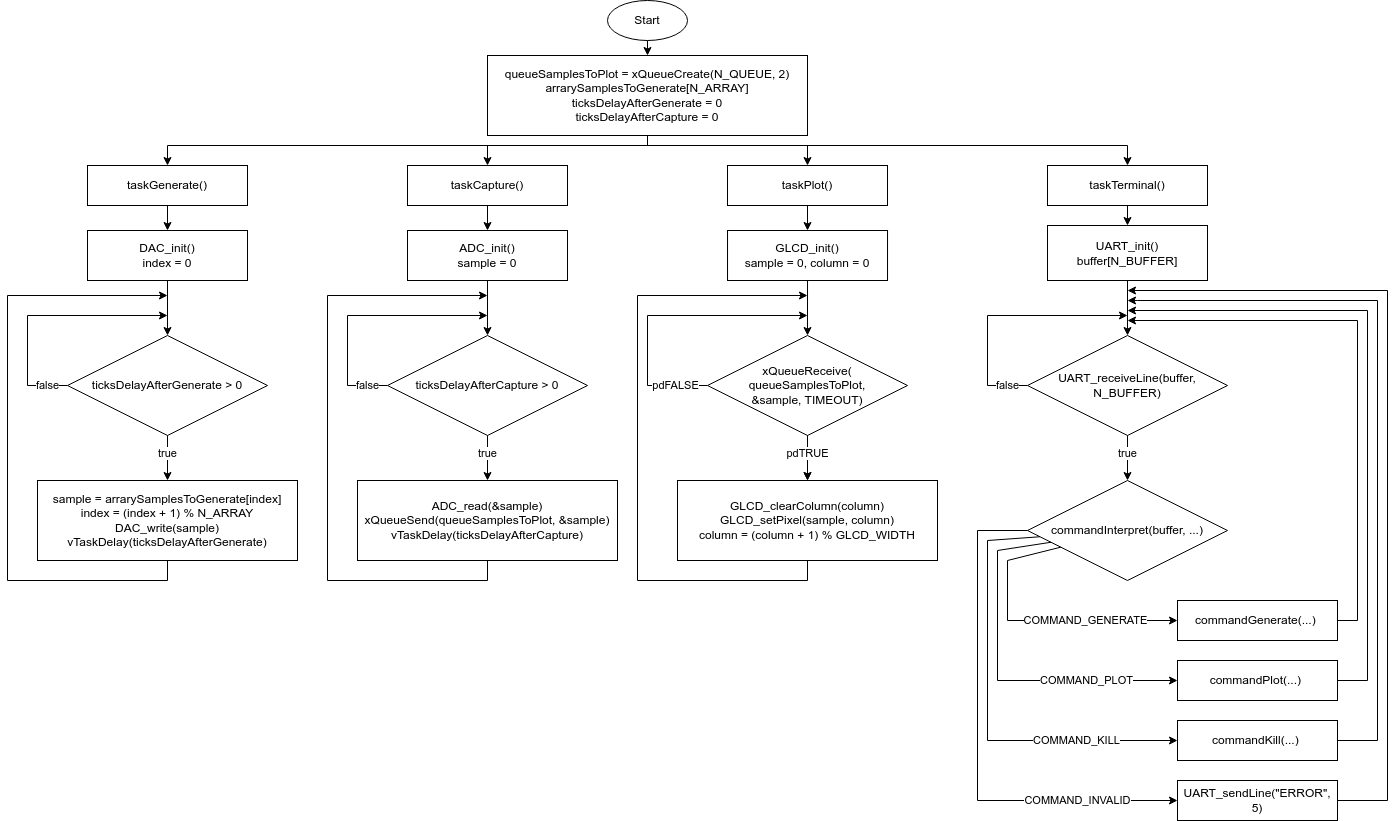 Start
queueSamplesToPlot = xQueueCreate(N_QUEUE, 2)
arrarySamplesToGenerate[N_ARRAY]
ticksDelayAfterGenerate = 0
ticksDelayAfterCapture = 0
taskGenerate()
taskCapture()
taskPlot()
taskTerminal()
DAC_init()
index = 0
ADC_init()
sample = 0
GLCD_init()
sample = 0, column = 0
UART_init()
buffer[N_BUFFER]
false
ticksDelayAfterGenerate > 0
false
ticksDelayAfterCapture > 0
pdFALSE
xQueueReceive(
queueSamplesToPlot,
&sample, TIMEOUT)
false
UART_receiveLine(buffer,
N_BUFFER)
true
true
pdTRUE
true
sample = arrarySamplesToGenerate[index]
index = (index + 1) % N_ARRAY
DAC_write(sample)
vTaskDelay(ticksDelayAfterGenerate)
ADC_read(&sample)
xQueueSend(queueSamplesToPlot, &sample)
vTaskDelay(ticksDelayAfterCapture)
GLCD_clearColumn(column)
GLCD_setPixel(sample, column)
column = (column + 1) % GLCD_WIDTH
commandInterpret(buffer, ...)
COMMAND_GENERATE
commandGenerate(...)
COMMAND_PLOT
commandPlot(...)
COMMAND_KILL
commandKill(...)
COMMAND_INVALID
UART_sendLine("ERROR",
5)